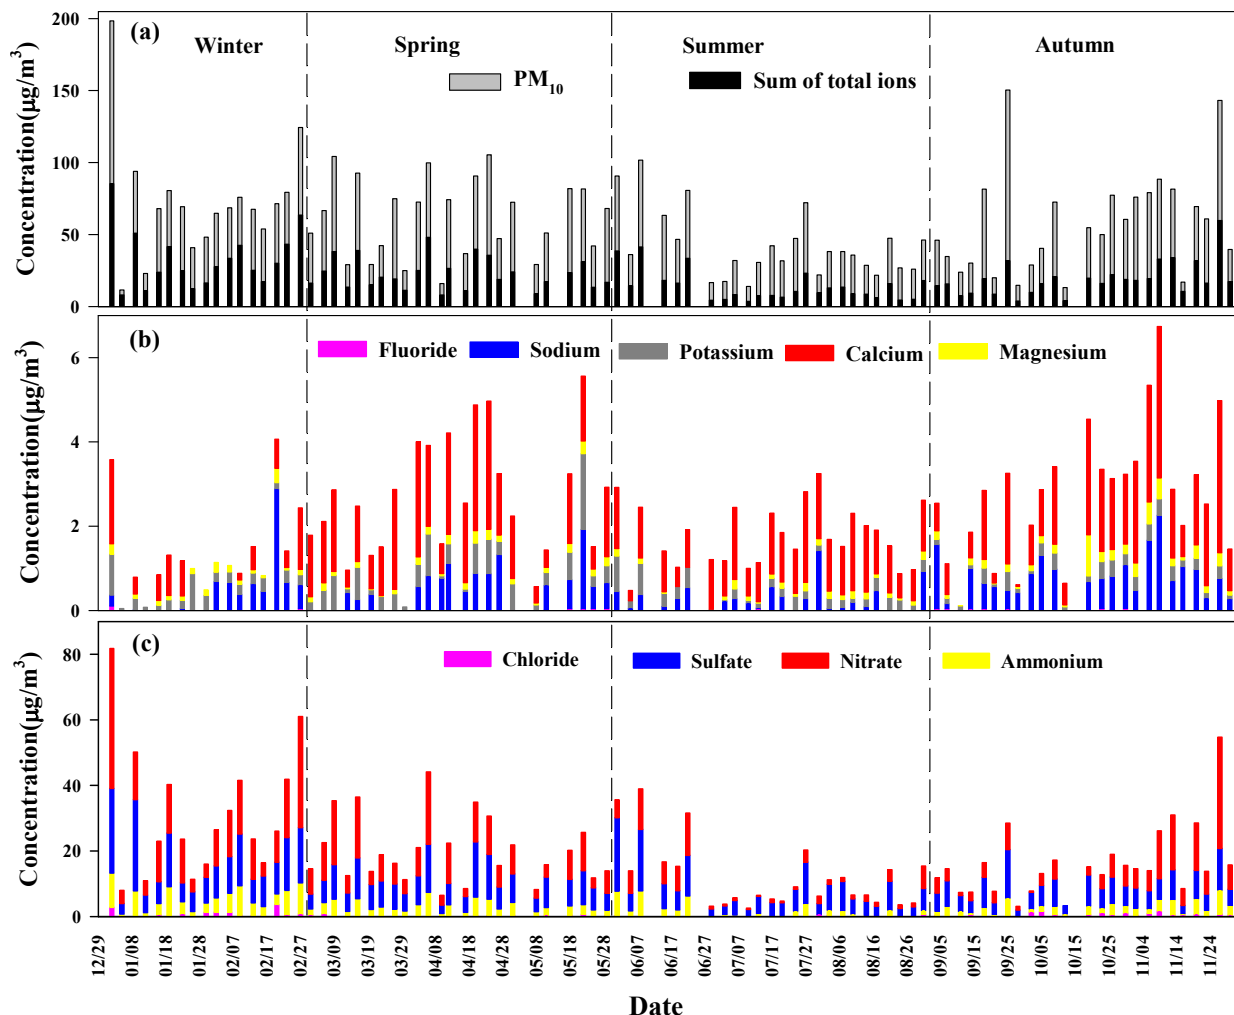 (a)
Winter
Spring
Summer
Autumn
PM10
Sum of total ions
Concentration(μg/m³)
200
150
100
50
0
(b)
Fluoride
Sodium
Potassium
Calcium
Magnesium
Concentration(μg/m³)
6
4
2
0
(c)
Chloride
Sulfate
Nitrate
Ammonium
Concentration(μg/m³)
80
60
40
20
0
12/29
01/08
01/18
01/28
02/07
02/17
02/27
03/09
03/19
03/29
04/08
04/18
04/28
05/08
05/18
05/28
06/07
06/17
06/27
07/07
07/17
07/27
08/06
08/16
08/26
09/05
09/15
09/25
10/05
10/15
10/25
11/04
11/14
11/24
Date